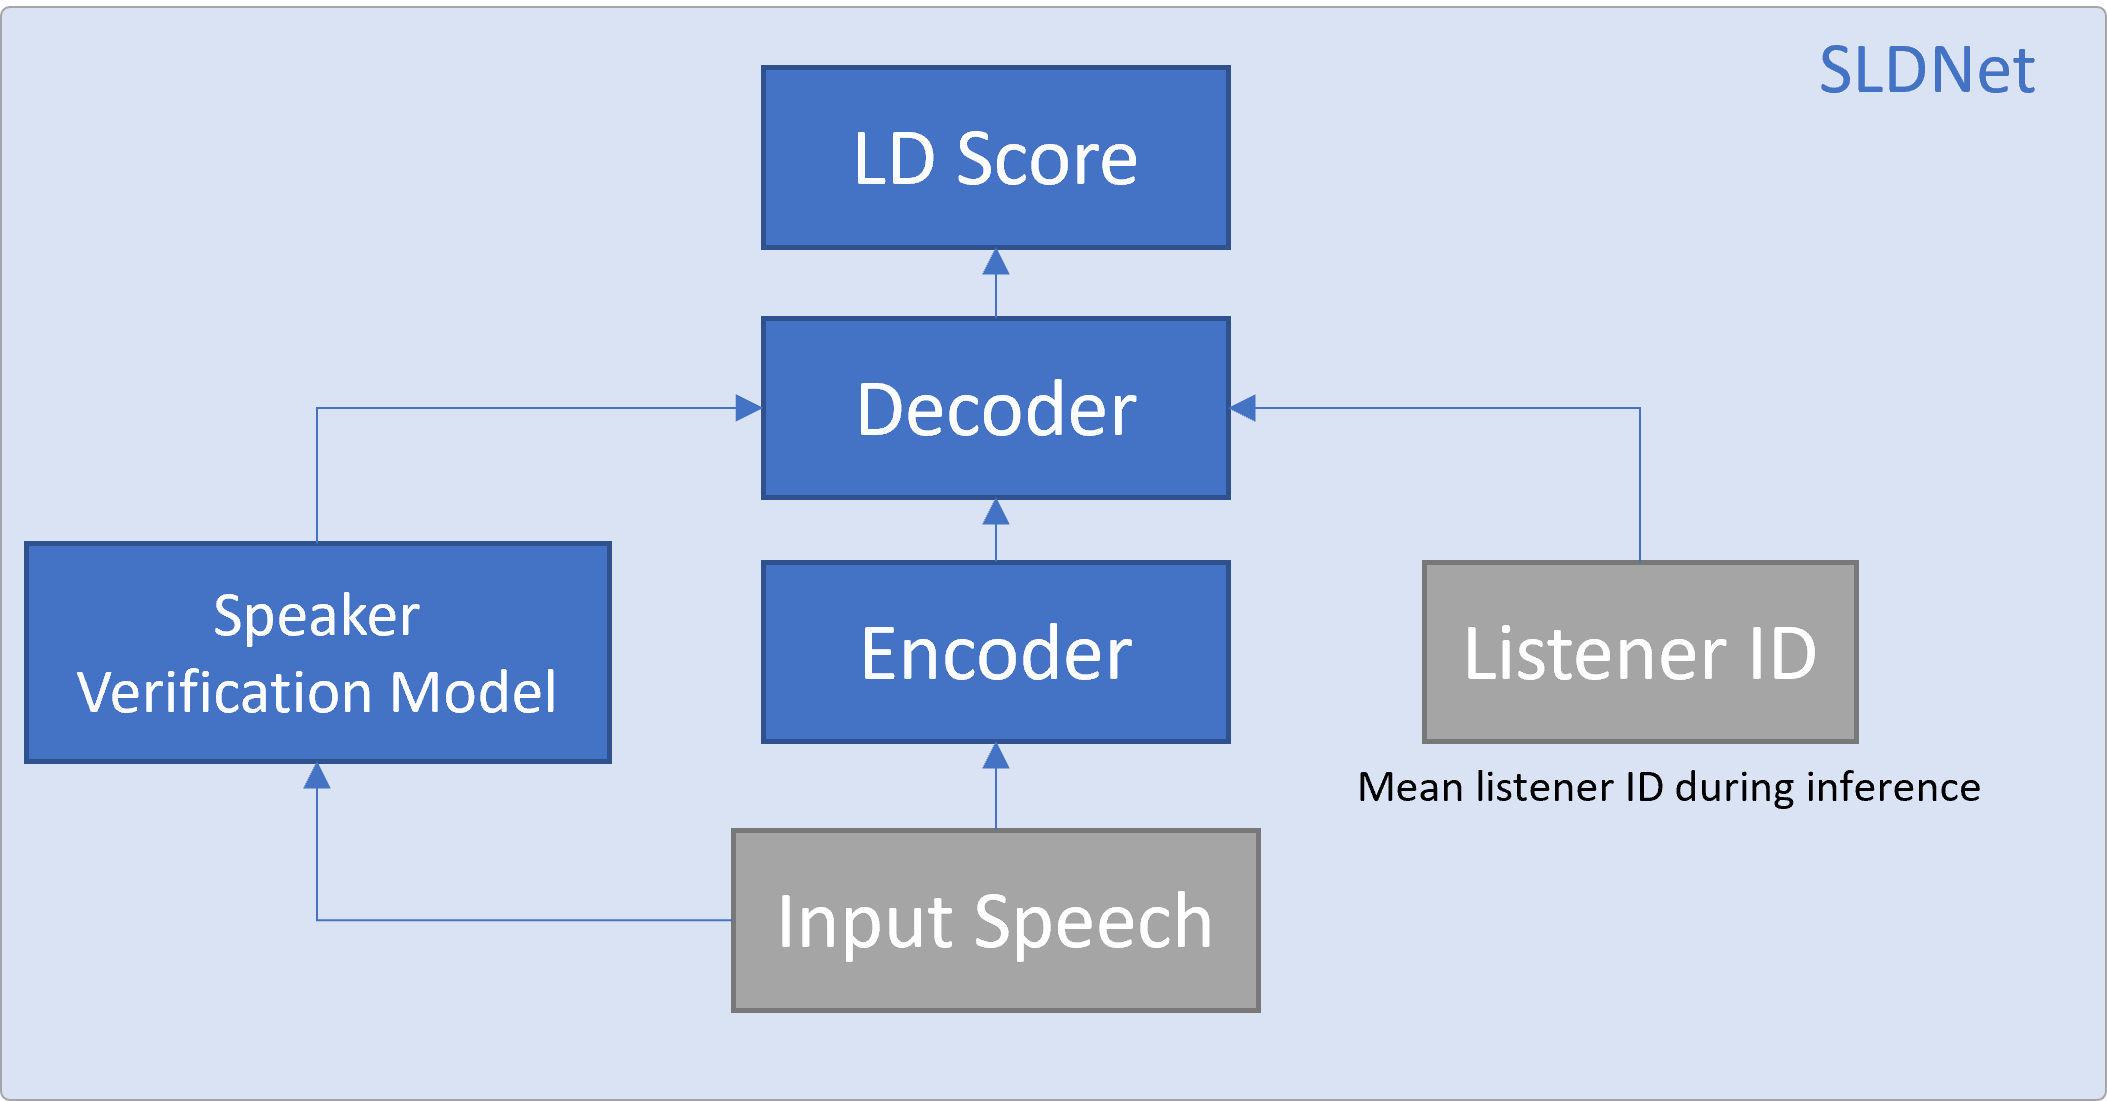 SLDNet
LD Score
Decoder
Speaker
Verification Model
Encoder
Listener ID
Mean listener ID during inference
Input Speech